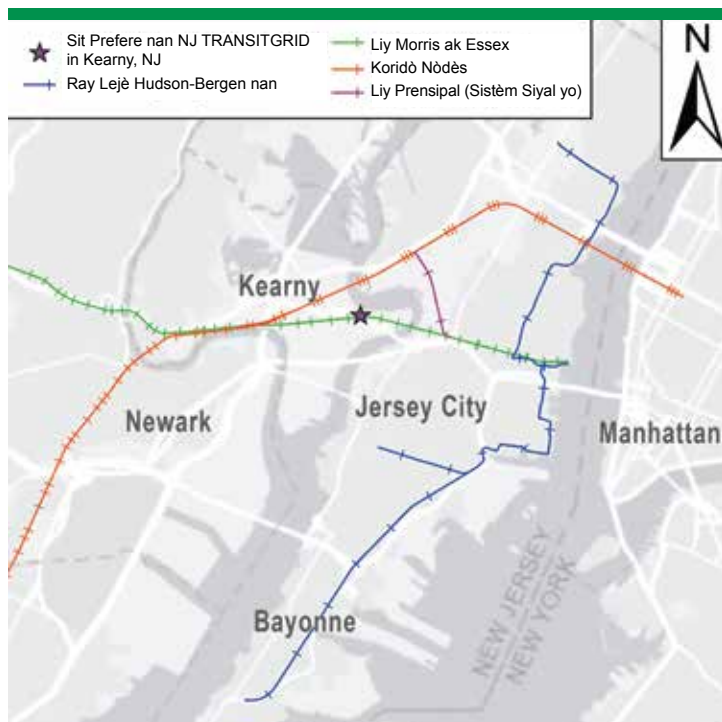 Sit Prefere nan NJ TRANSITGRID
in Kearny, NJ
Ray Lejè Hudson-Bergen nan
Liy Morris ak Essex
Koridò Nòdès
Liy Prensipal (Sistèm Siyal yo)
N
Kearny
Newark
Jersey City
Manhattan
Bayonne
NEW JERSEY
NEW YORK